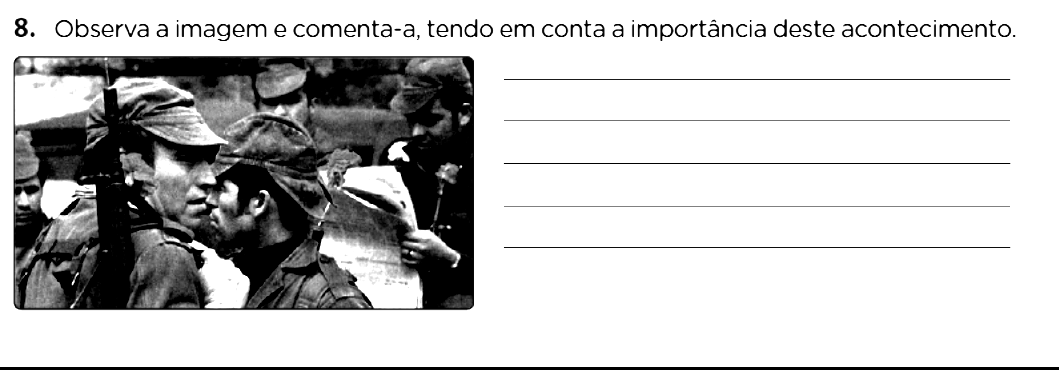 8. Observa a imagem e comenta-a, tendo em conta a importância deste acontecimento.